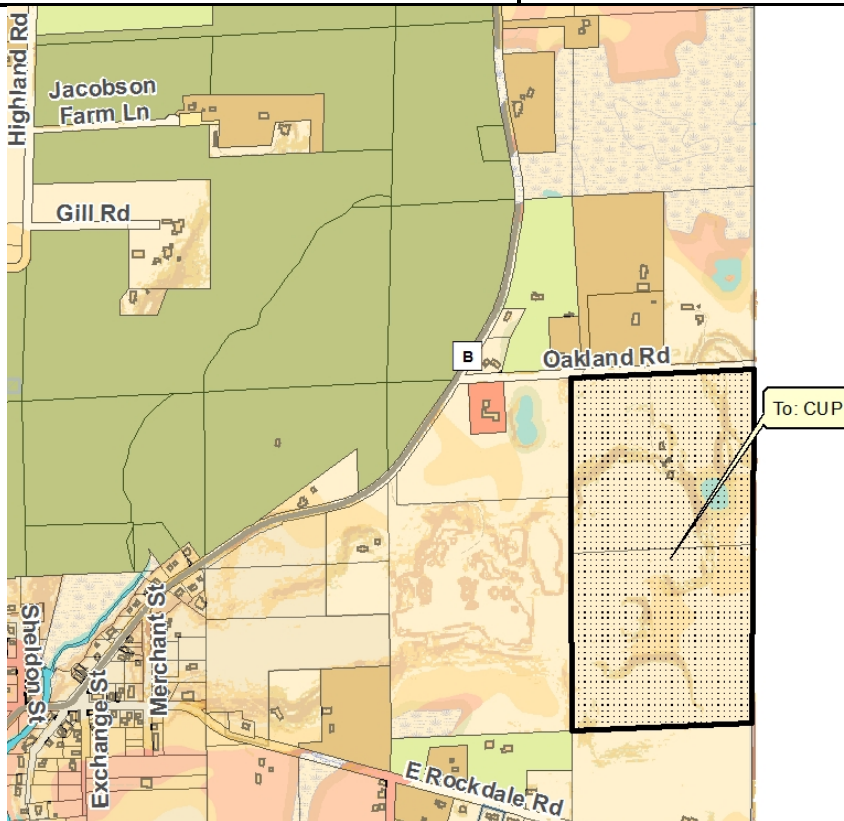 Highland Rd
Jacobson
Farm Ln
Gill Rd
B
Oakland Rd
To: CUP
Sheldon St
Exchange St
Merchant St
E Rockdale Rd